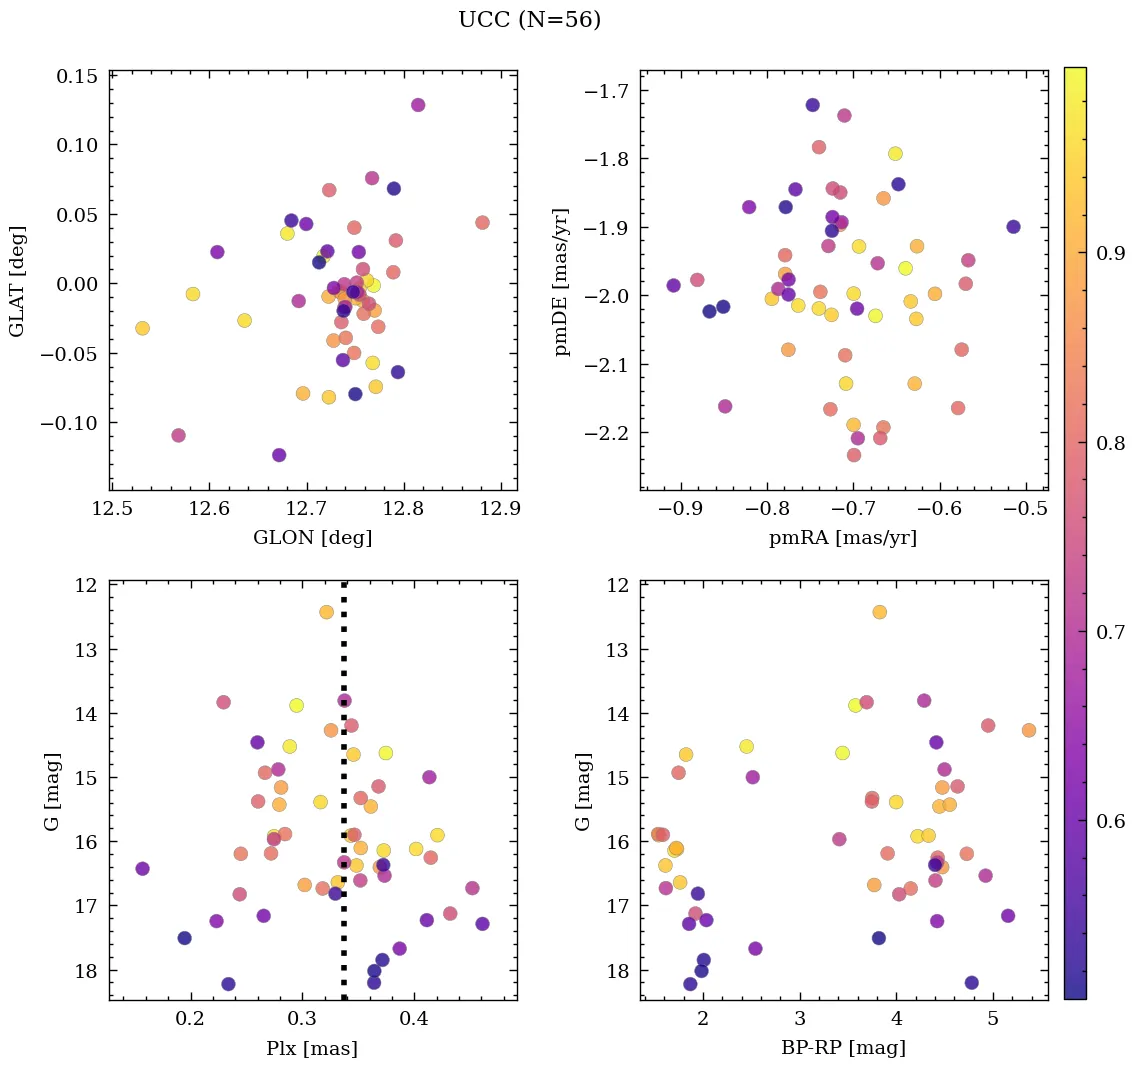 UCC (N=56)
0.15
0.10
0.05
0.00
−0.05
−0.10
GLAT [deg]
12.5 12.6 12.7 12.8 12.9
GLON [deg]
−1.7
−1.8
−1.9
−2.0
−2.1
−2.2
pmDE [mas/yr]
−0.9 −0.8 −0.7 −0.6 −0.5
pmRA [mas/yr]
12
13
14
15
16
17
18
G [mag]
0.2 0.3 0.4
Plx [mas]
12
13
14
15
16
17
18
G [mag]
2 3 4 5
BP-RP [mag]
0.9
0.8
0.7
0.6